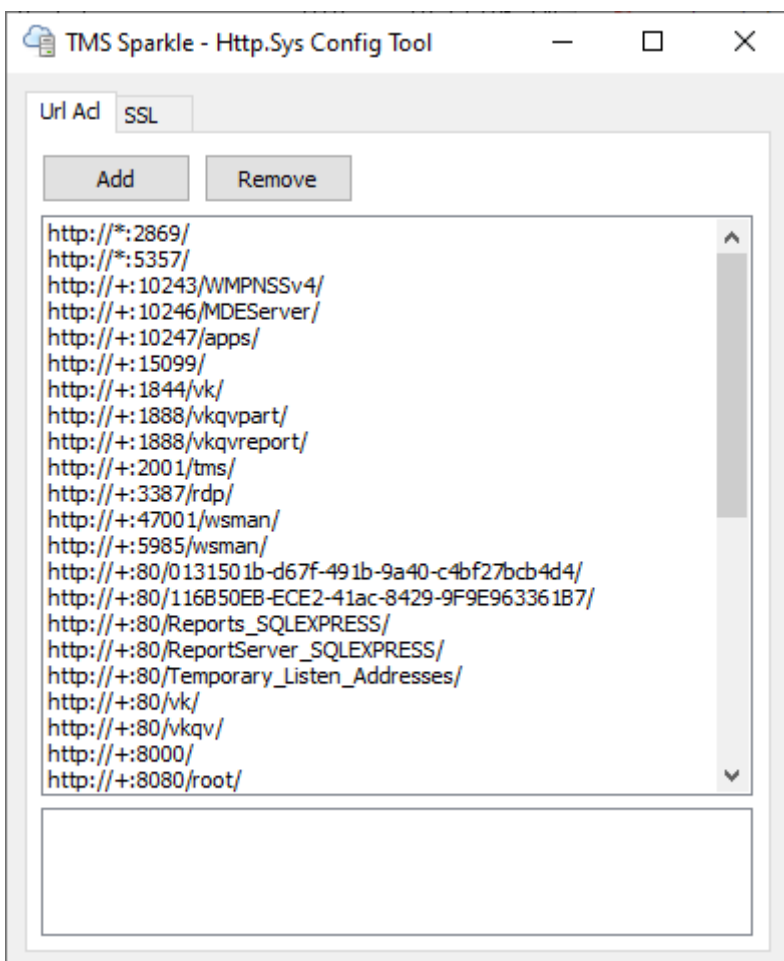 TMS Sparkle - Http.Sys Config Tool
Url Acl SSL
Add Remove
http://*:2869/
http://*:5357/
http://+:10243/WMPNSSv4/
http://+:10246/MDEServer/
http://+:10247/apps/
http://+:15099/
http://+:1844/vk/
http://+:1888/vkqvpart/
http://+:1888/vkqvreport/
http://+:2001/tms/
http://+:3387/rdp/
http://+:47001/wsman/
http://+:5985/wsman/
http://+:80/0131501b-d67f-491b-9a40-c4bf27bcb4d4/
http://+:80/116B50EB-ECE2-41ac-8429-9F9E963361B7/
http://+:80/Reports_SQLEXPRESS/
http://+:80/ReportServer_SQLEXPRESS/
http://+:80/Temporary_Listen_Addresses/
http://+:80/vk/
http://+:80/vkqv/
http://+:8000/
http://+:8080/root/